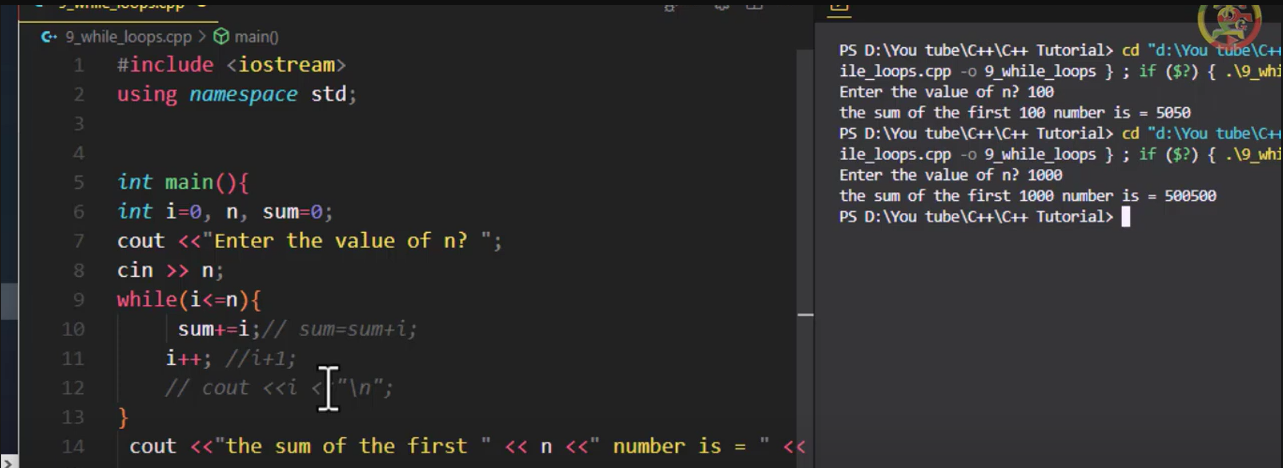 9_while_loops.cpp
9_while_loops.cpp > main()
1 #include <iostream>
2 using namespace std;
3
4
5 int main(){
6 int i=0, n, sum=0;
7 cout <<"Enter the value of n? ";
8 cin >> n;
9 while(i<=n){
10 sum+=i;// sum=sum+i;
11 i++; //i+1;
12 // cout <<i < "\n";
13 }
14 cout <<"the sum of the first " << n <<" number is = " <<
PS D:\You tube\C++\C++ Tutorial> cd "d:\You tube\C++
ile_loops.cpp -o 9_while_loops } ; if ($?) { .\9_whi
Enter the value of n? 100
the sum of the first 100 number is = 5050
PS D:\You tube\C++\C++ Tutorial> cd "d:\You tube\C++
ile_loops.cpp -o 9_while_loops } ; if ($?) { .\9_whi
Enter the value of n? 1000
the sum of the first 1000 number is = 500500
PS D:\You tube\C++\C++ Tutorial>